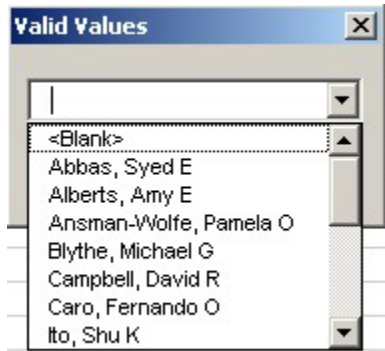 Valid Values
<Blank>
Abbas, Syed E
Alberts, Amy E
Ansman-Wolfe, Pamela O
Blythe, Michael G
Campbell, David R
Caro, Fernando O
Ito, Shu K